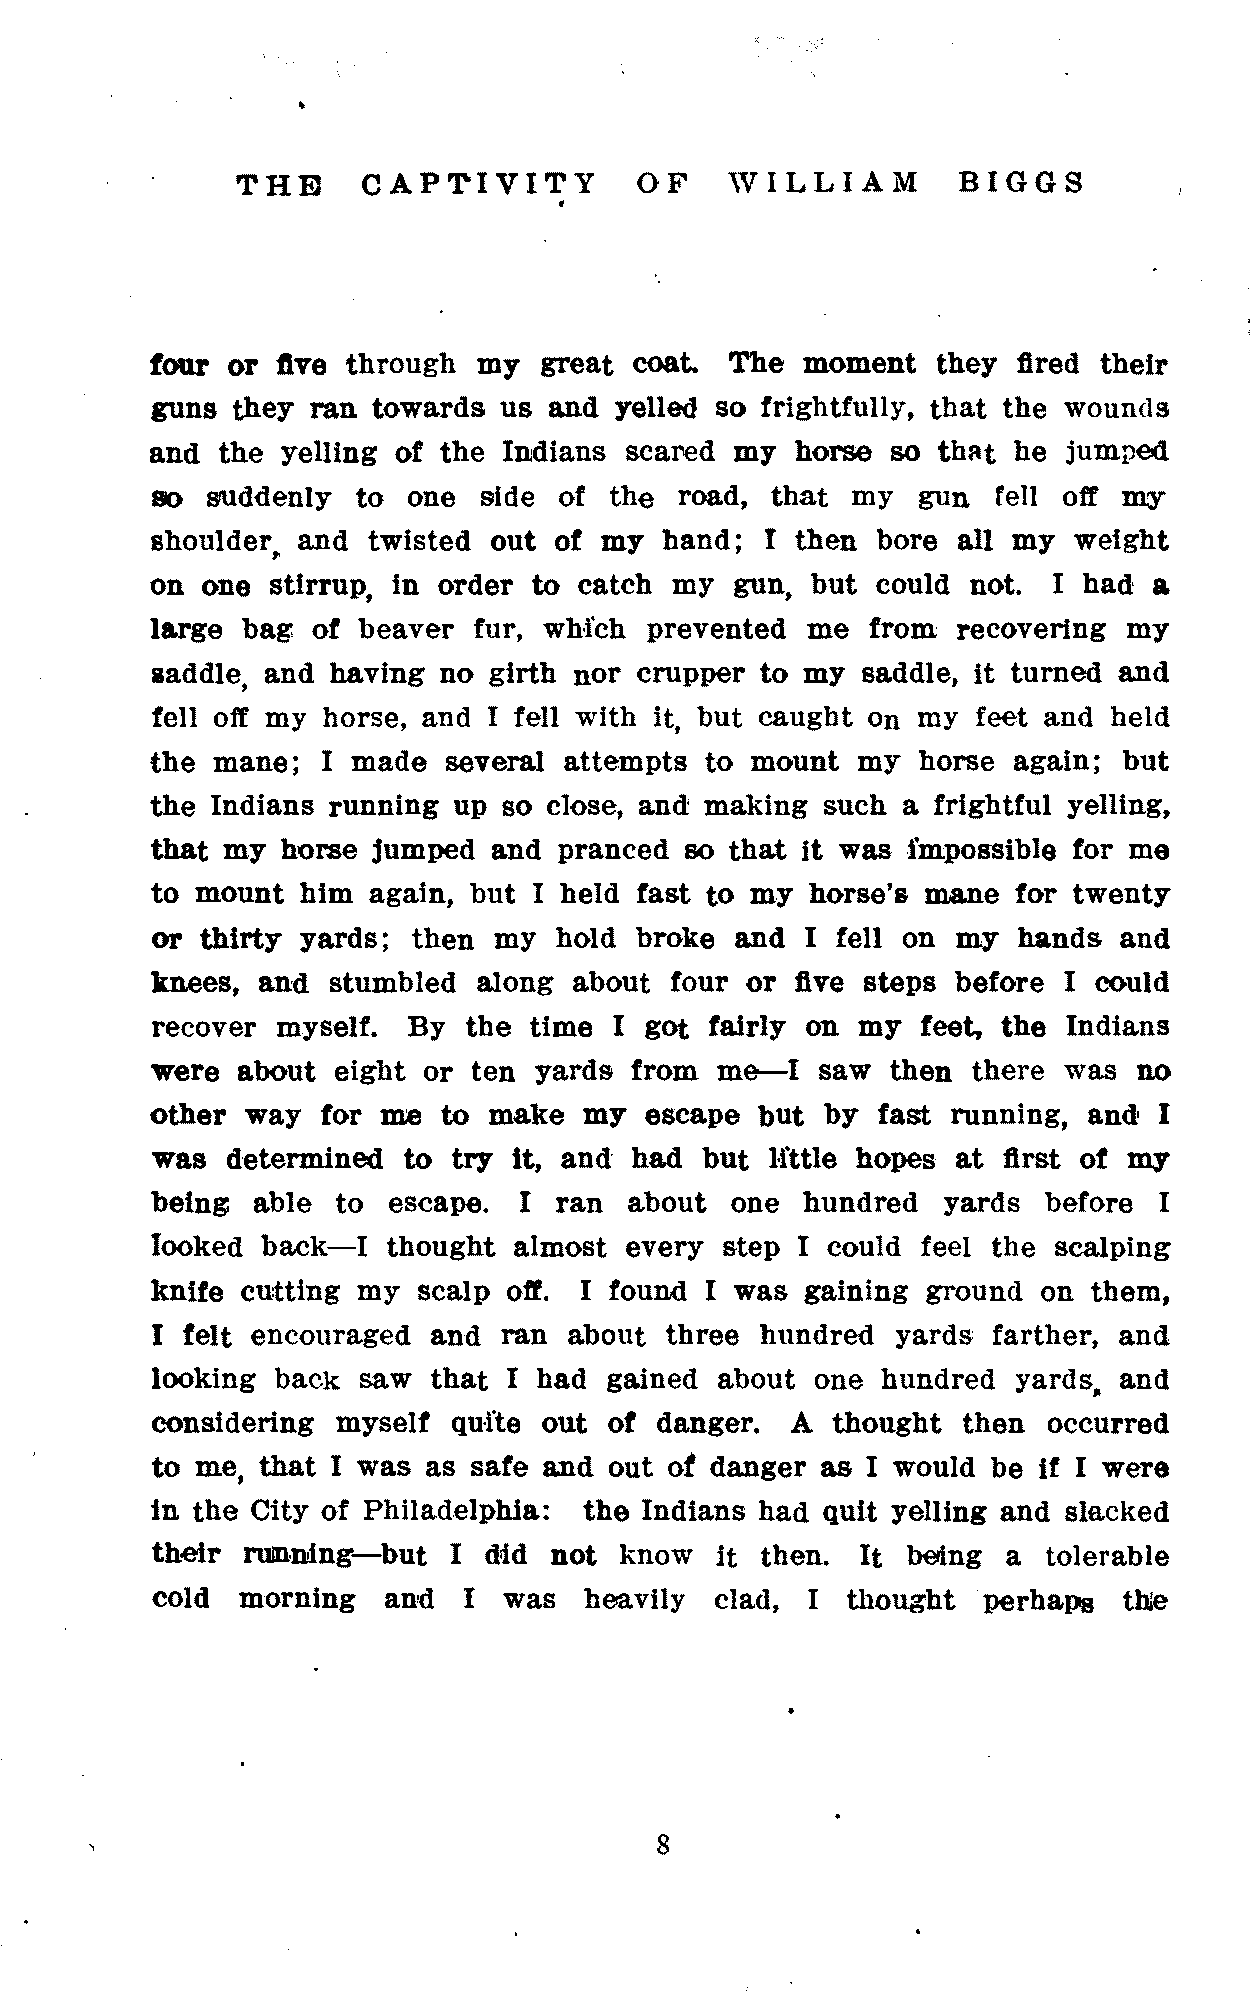 THE CAPTIVITY OF WILLIAM BIGGS
four or five through my great coat. The moment they fired their
guns they ran towards us and yelled so frightfully, that the wounds
and the yelling of the Indians scared my horse so that he jumped
so suddenly to one side of the road, that my gun fell off my
shoulder, and twisted out of my hand; I then bore all my weight
on one stirrup, in order to catch my gun, but could not. I had a
large bag of beaver fur, which prevented me from recovering my
saddle, and having no girth nor crupper to my saddle, it turned and
fell off my horse, and I fell with it, but caught on my feet and held
the mane; I made several attempts to mount my horse again; but
the Indians running up so close, and making such a frightful yelling,
that my horse jumped and pranced so that it was impossible for me
to mount him again, but I held fast to my horse's mane for twenty
or thirty yards; then my hold broke and I fell on my hands and
knees, and stumbled along about four or five steps before I could
recover myself. By the time I got fairly on my feet, the Indians
were about eight or ten yards from me—I saw then there was no
other way for me to make my escape but by fast running, and I
was determined to try it, and had but little hopes at first of my
being able to escape. I ran about one hundred yards before I
looked back—I thought almost every step I could feel the scalping
knife cutting my scalp off. I found I was gaining ground on them,
I felt encouraged and ran about three hundred yards farther, and
looking back saw that I had gained about one hundred yards, and
considering myself quite out of danger. A thought then occurred
to me, that I was as safe and out of danger as I would be if I were
in the City of Philadelphia: the Indians had quit yelling and slacked
their running—but I did not know it then. It being a tolerable
cold morning and I was heavily clad, I thought perhaps the
8